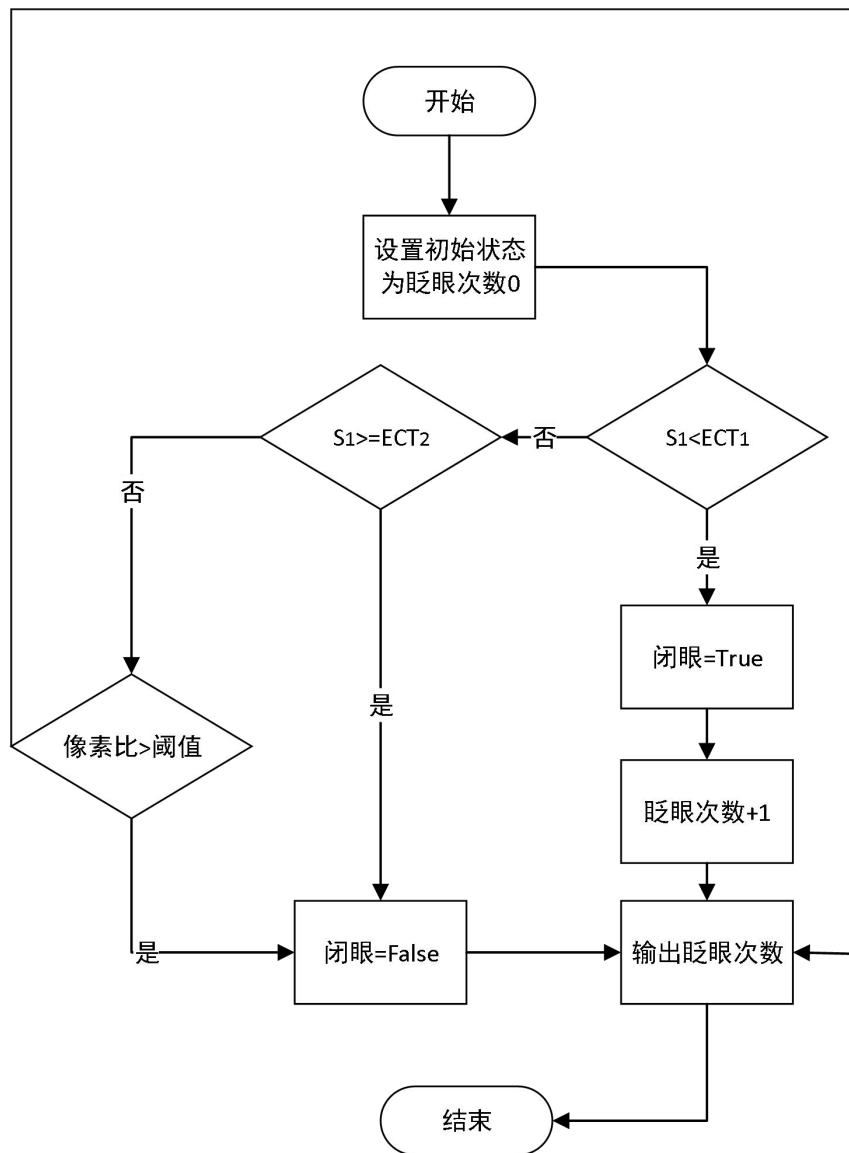 开始
设置初始状态
为眨眼次数0
S1>=ECT2
否
S1<ECT1
否
是
闭眼=True
是
像素比>阈值
眨眼次数+1
是
闭眼=False
输出眨眼次数
结束